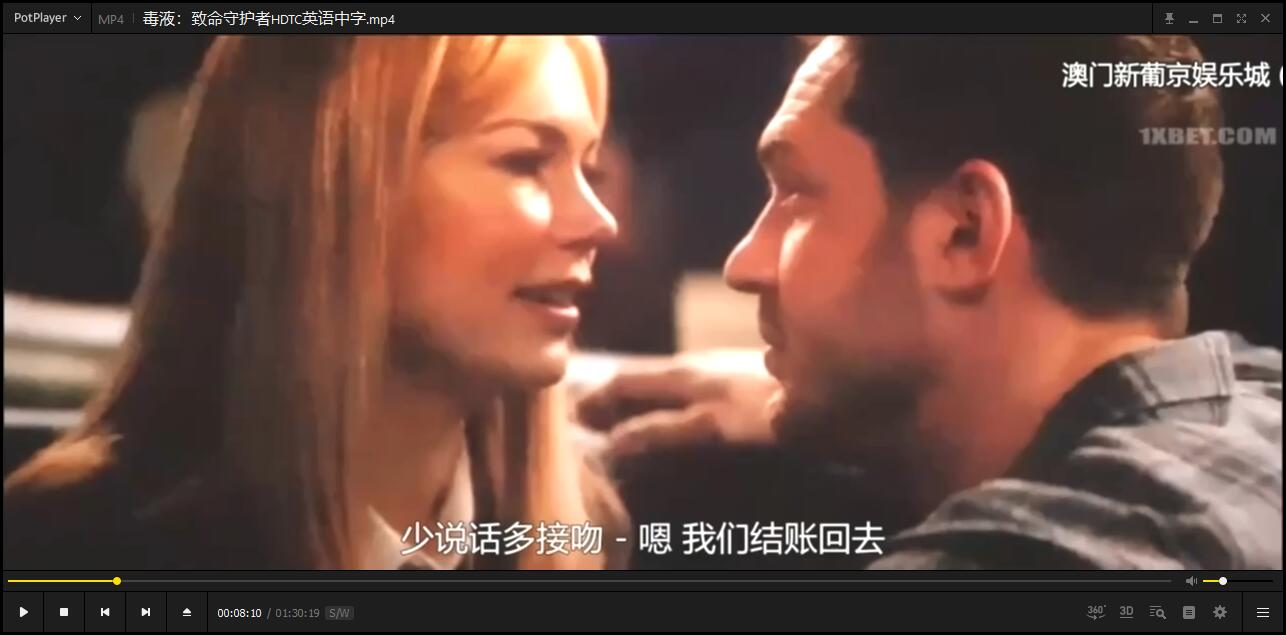 PotPlayer
MP4
毒液：致命守护者HDTC英语中字.mp4
澳门新葡京娱乐城 (
1XBET.COM
少说话多接吻 - 嗯 我们结账回去
00:08:10 / 01:30:19 S/W
360°
3D